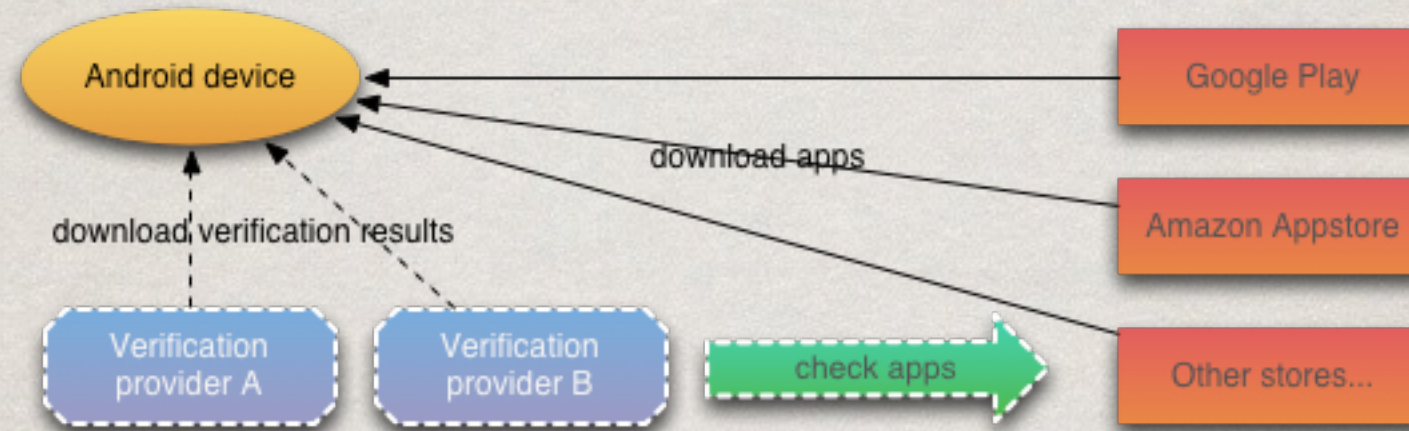 Android device
Google Play
download apps
Amazon Appstore
download verification results
Verification
provider A
Verification
provider B
check apps
Other stores...